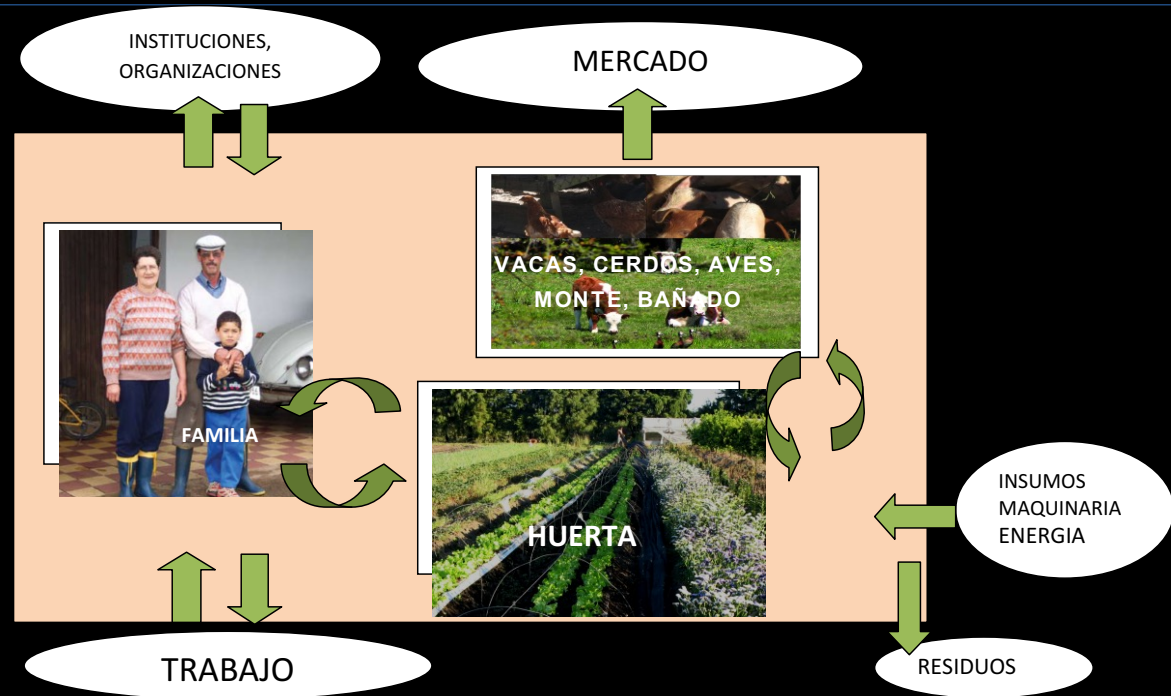 INSTITUCIONES,
ORGANIZACIONES
MERCADO
VACAS, CERDOS, AVES,
MONTE, BAÑADO
FAMILIA
HUERTA
INSUMOS
MAQUINARIA
ENERGIA
TRABAJO
RESIDUOS